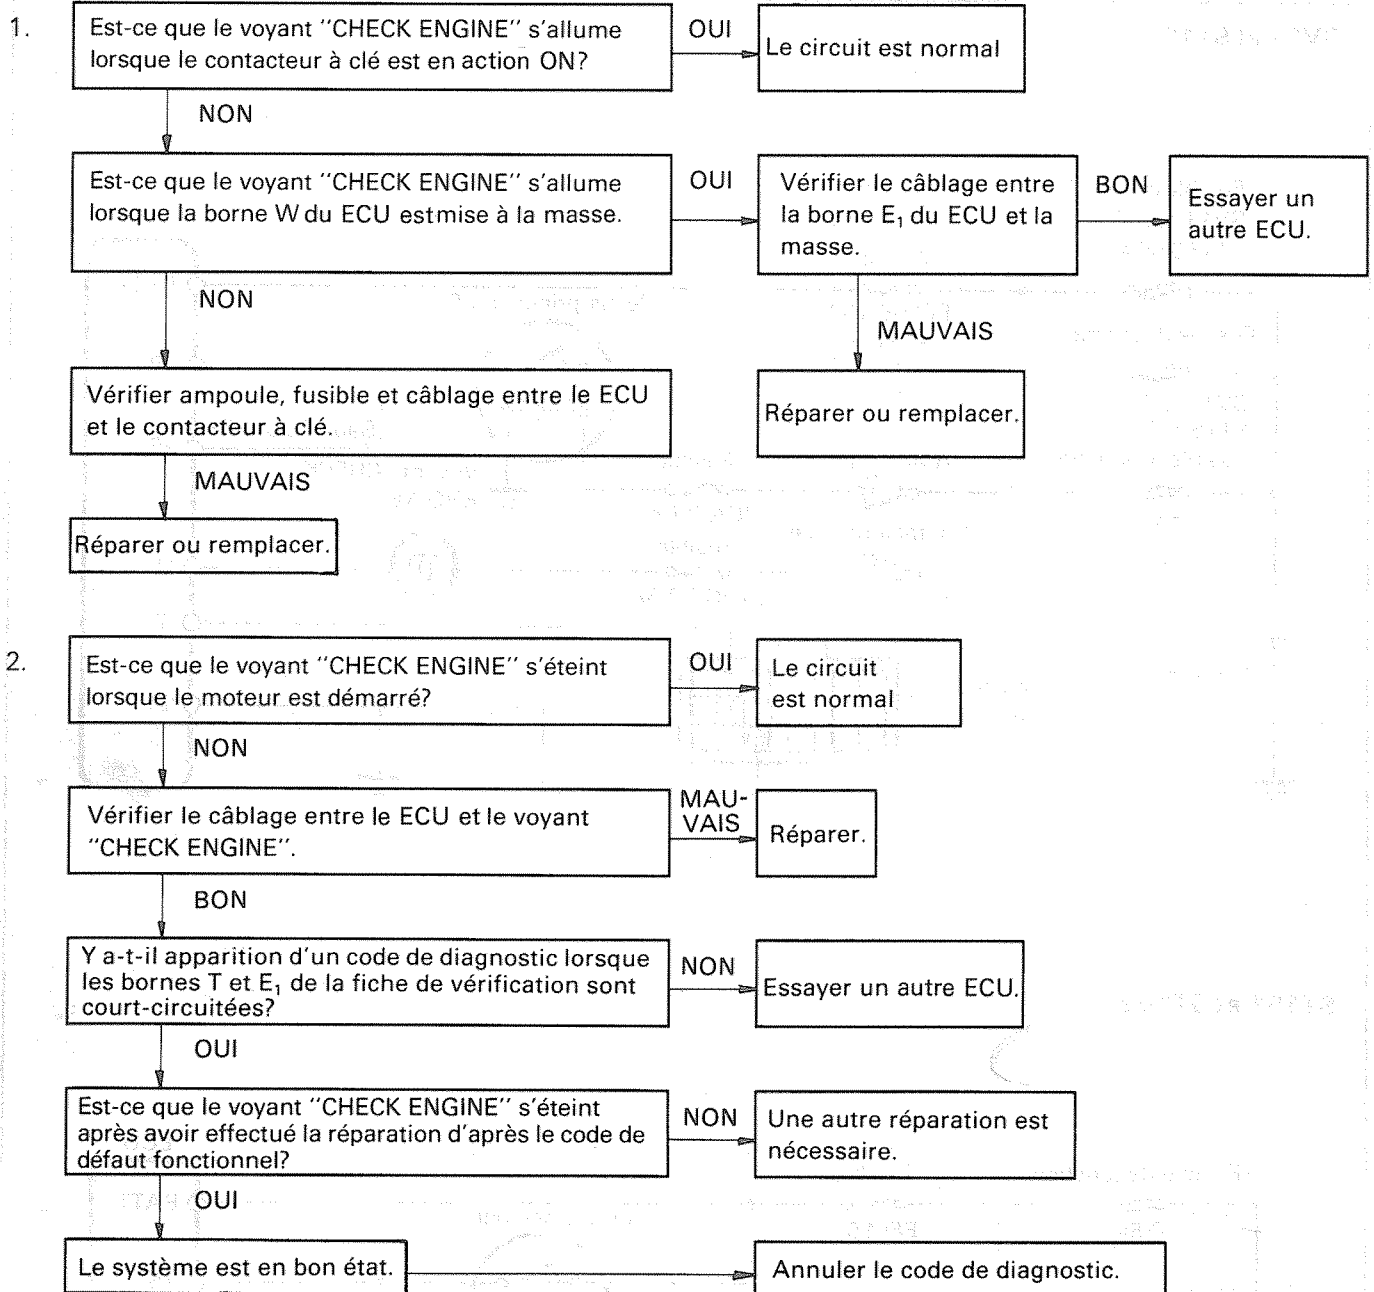 1.
Est-ce que le voyant "CHECK ENGINE" s'allume
lorsque le contacteur à clé est en action ON?
OUI
Le circuit est normal
NON
Est-ce que le voyant "CHECK ENGINE" s'allume
lorsque la borne W du ECU est mise à la masse.
OUI
Vérifier le câblage entre
la borne E₁ du ECU et la
masse.
BON
Essayer un
autre ECU.
NON
MAUVAIS
Vérifier ampoule, fusible et câblage entre le ECU
et le contacteur à clé.
Réparer ou remplacer.
MAUVAIS
Réparer ou remplacer.
2.
Est-ce que le voyant "CHECK ENGINE" s'éteint
lorsque le moteur est démarré?
OUI
Le circuit
est normal
NON
Vérifier le câblage entre le ECU et le voyant
"CHECK ENGINE".
MAU-
VAIS
Réparer.
BON
Y a-t-il apparition d'un code de diagnostic lorsque
les bornes T et E₁ de la fiche de vérification sont
court-circuitées?
NON
Essayer un autre ECU.
OUI
Est-ce que le voyant "CHECK ENGINE" s'éteint
après avoir effectué la réparation d'après le code de
défaut fonctionnel?
NON
Une autre réparation est
nécessaire.
OUI
Le système est en bon état.
Annuler le code de diagnostic.